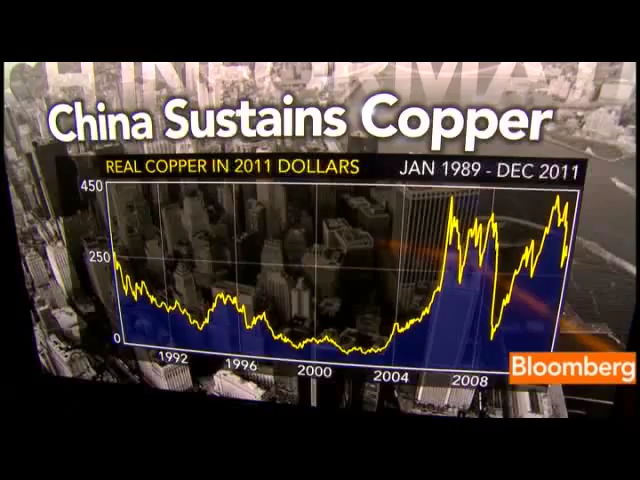 INFORMAT
China Sustains Copper
REAL COPPER IN 2011 DOLLARS JAN 1989 - DEC 2011
450
250
0
1992 1996 2000 2004 2008
Bloomberg